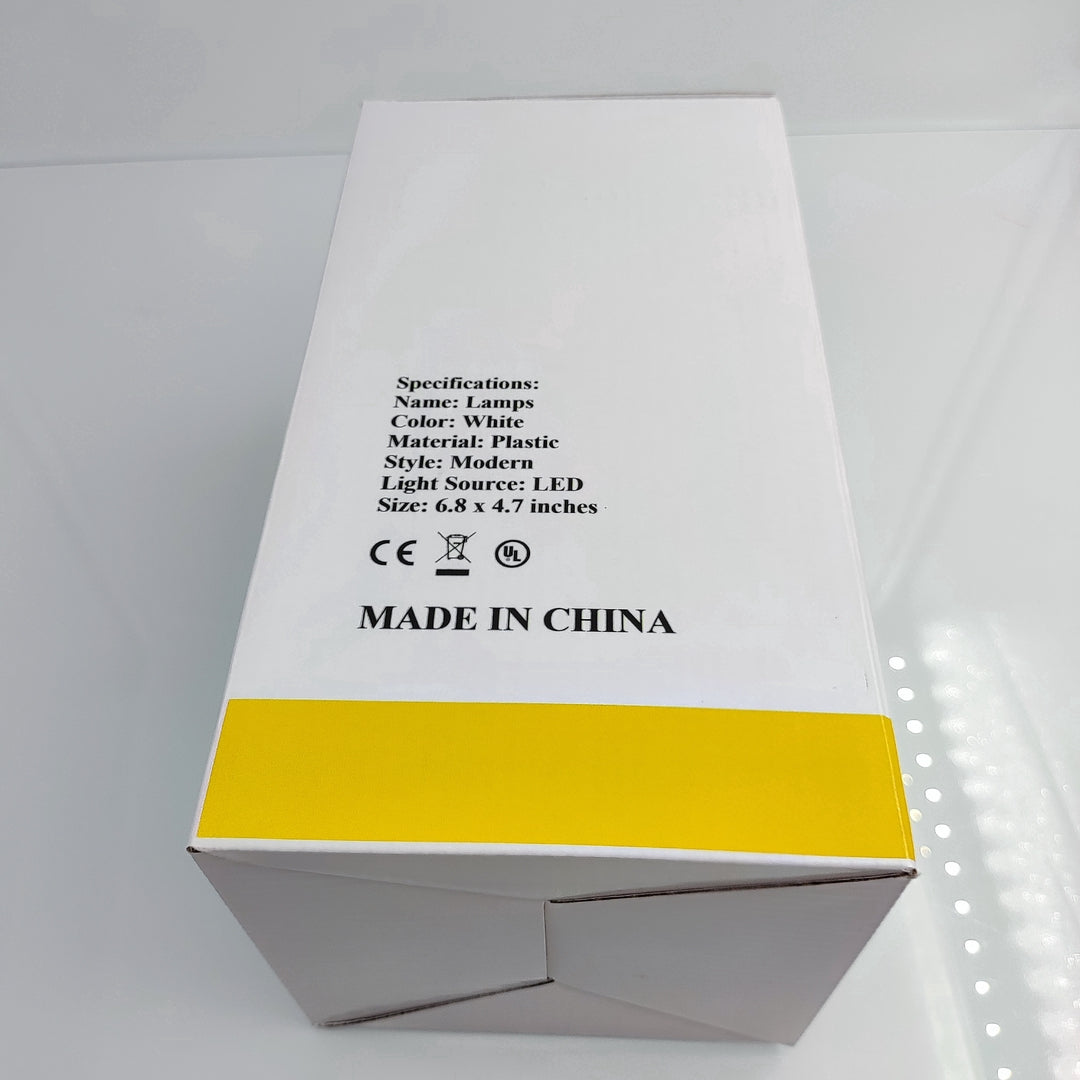 Specifications:
Name: Lamps
Color: White
Material: Plastic
Style: Modern
Light Source: LED
Size: 6.8 x 4.7 inches
CE UL
MADE IN CHINA